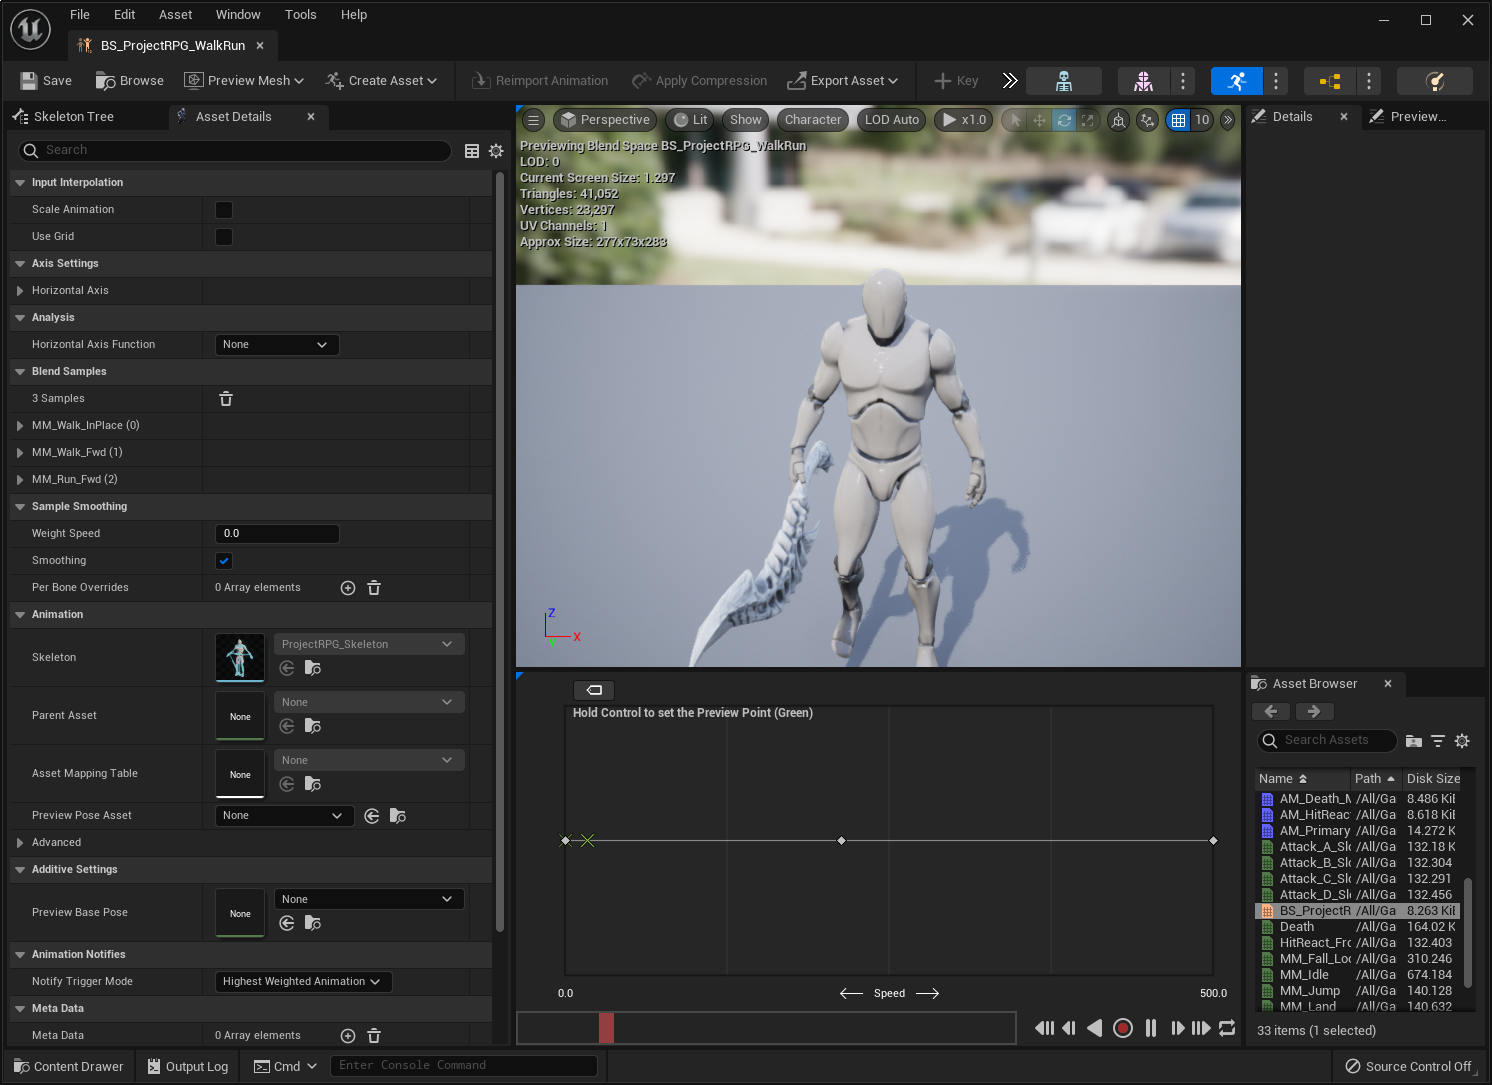 File Edit Asset Window Tools Help
BS_ProjectRPG_WalkRun
Save Browse Preview Mesh Create Asset Reimport Animation Apply Compression Export Asset Key
Skeleton Tree
Asset Details
Search
Input Interpolation
Scale Animation
Use Grid
Axis Settings
Horizontal Axis
Analysis
Horizontal Axis Function None
Blend Samples
3 Samples
MM_Walk_InPlace (0)
MM_Walk_Fwd (1)
MM_Run_Fwd (2)
Sample Smoothing
Weight Speed 0.0
Smoothing
Per Bone Overrides 0 Array elements
Animation
Skeleton ProjectRPG_Skeleton
Parent Asset None None
Asset Mapping Table None None
Preview Pose Asset None
Advanced
Additive Settings
Preview Base Pose None None
Animation Notifies
Notify Trigger Mode Highest Weighted Animation
Meta Data
Meta Data 0 Array elements
Perspective Lit Show Character LOD Auto x1.0 10
Previewing Blend Space BS_ProjectRPG_WalkRun
LOD: 0
Current Screen Size: 1.297
Triangles: 41,052
Vertices: 23,297
UV Channels: 1
Approx Size: 277x73x283
Z
X
Y
Hold Control to set the Preview Point (Green)
0.0 Speed 500.0
Details
Preview...
Asset Browser
Search Assets
Name Path Disk Size
AM_Death_M /All/Ga 8.486 KiB
AM_HitReac /All/Ga 8.618 KiB
AM_Primary /All/Ga 14.272 K
Attack_A_Slo /All/Ga 132.18 K
Attack_B_Slo /All/Ga 132.304
Attack_C_Slo /All/Ga 132.291
Attack_D_Slo /All/Ga 132.456
BS_ProjectR /All/Ga 8.263 KiB
Death /All/Ga 164.02 K
HitReact_Fro /All/Ga 132.403
MM_Fall_Loo /All/Ga 310.246
MM_Idle /All/Ga 674.184
MM_Jump /All/Ga 140.128
MM_Land /All/Ga 140.632
33 items (1 selected)
Content Drawer Output Log Cmd Enter Console Command Source Control Off